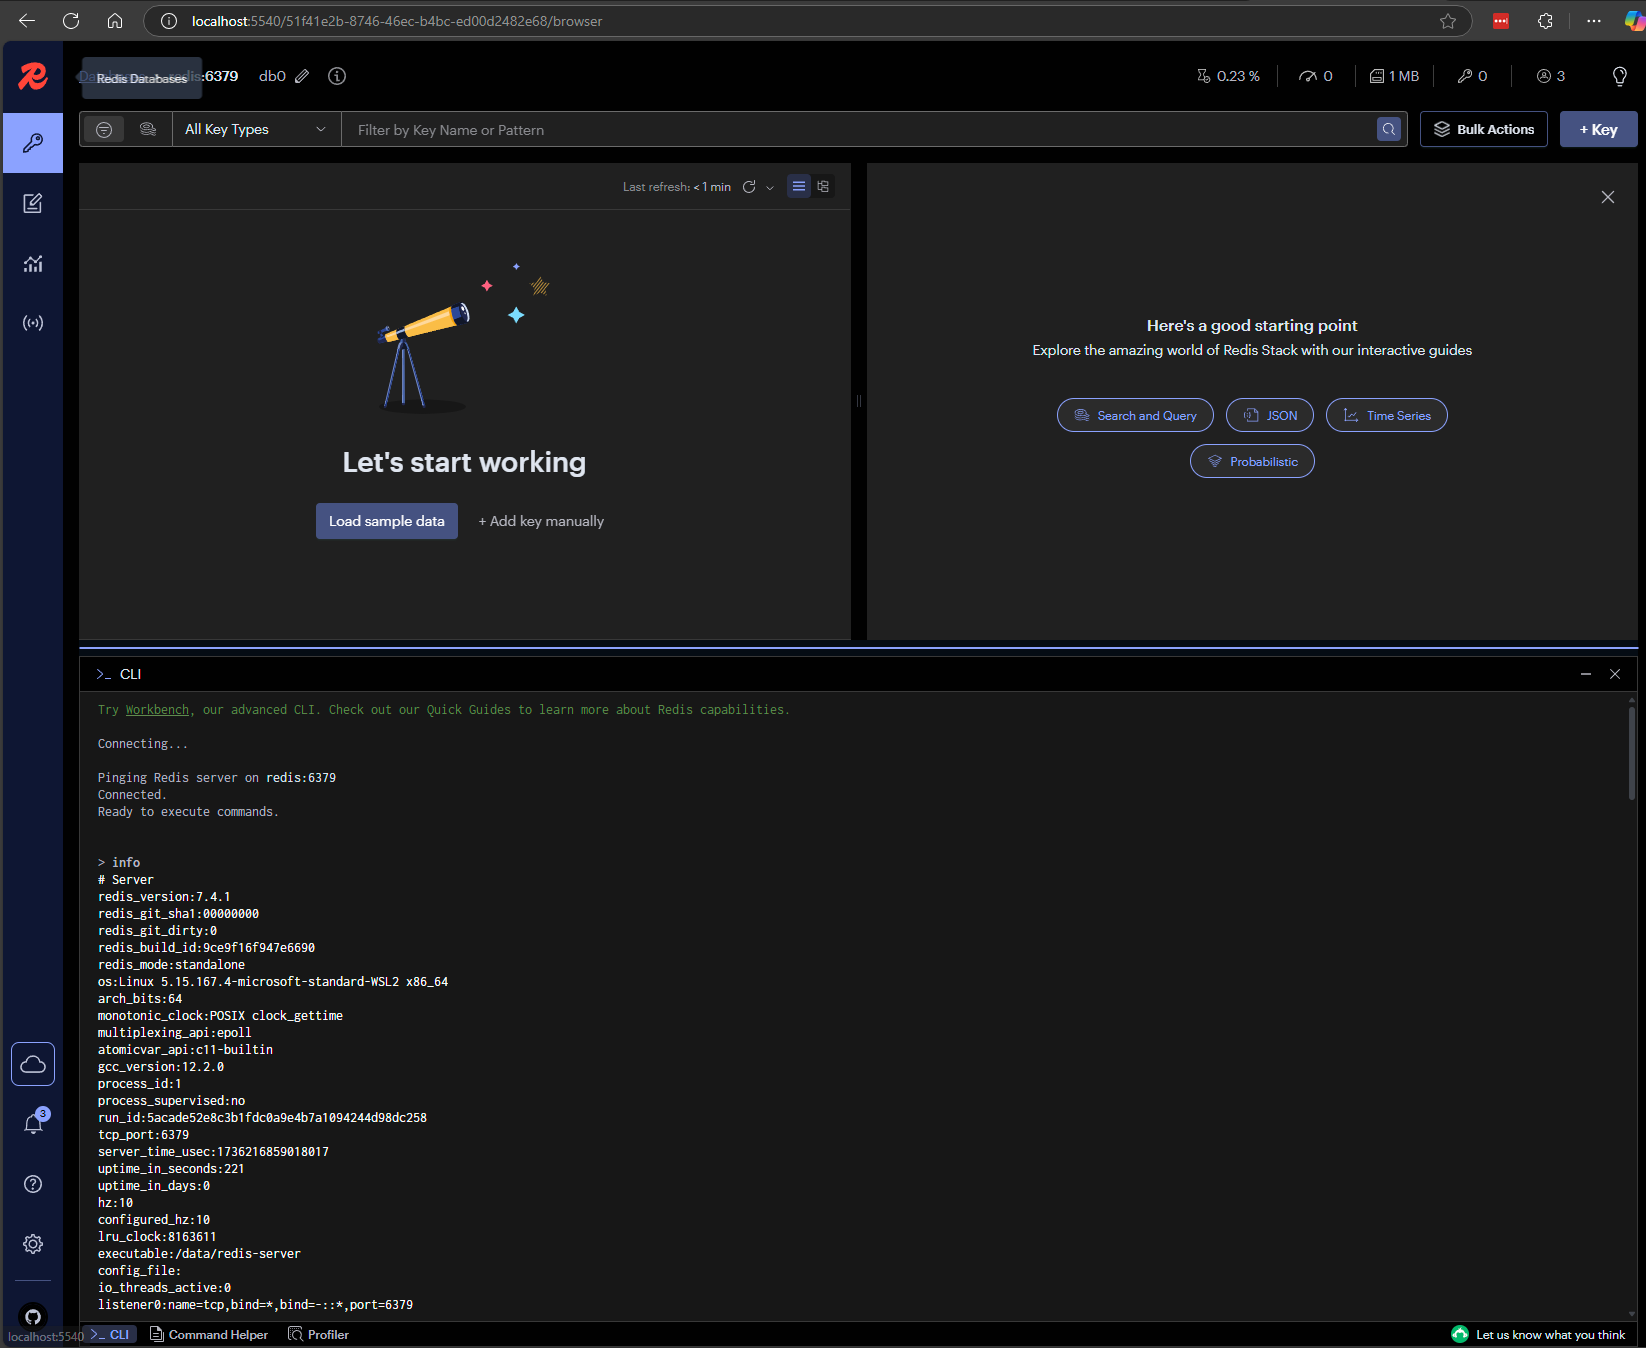 localhost:5540/51f41e2b-8746-46ec-b4bc-ed00d2482e68/browser
Redis Databases
redis:6379
db0
0.23 %
0
1 MB
0
3
All Key Types
Filter by Key Name or Pattern
Bulk Actions
+ Key
Last refresh: < 1 min
Let's start working
Load sample data
+ Add key manually
Here's a good starting point
Explore the amazing world of Redis Stack with our interactive guides
Search and Query
JSON
Time Series
Probabilistic
>_ CLI
Try Workbench, our advanced CLI. Check out our Quick Guides to learn more about Redis capabilities.
Connecting...
Pinging Redis server on redis:6379
Connected.
Ready to execute commands.
> info
# Server
redis_version:7.4.1
redis_git_sha1:00000000
redis_git_dirty:0
redis_build_id:9ce9f16f947e6690
redis_mode:standalone
os:Linux 5.15.167.4-microsoft-standard-WSL2 x86_64
arch_bits:64
monotonic_clock:POSIX clock_gettime
multiplexing_api:epoll
atomicvar_api:c11-builtin
gcc_version:12.2.0
process_id:1
process_supervised:no
run_id:5acade52e8c3b1fdc0a9e4b7a1094244d98dc258
tcp_port:6379
server_time_usec:1736216859018017
uptime_in_seconds:221
uptime_in_days:0
hz:10
configured_hz:10
lru_clock:8163611
executable:/data/redis-server
config_file:
io_threads_active:0
listener0:name=tcp,bind=*,bind=-::*,port=6379
3
localhost:5540
>_ CLI
Command Helper
Profiler
Let us know what you think